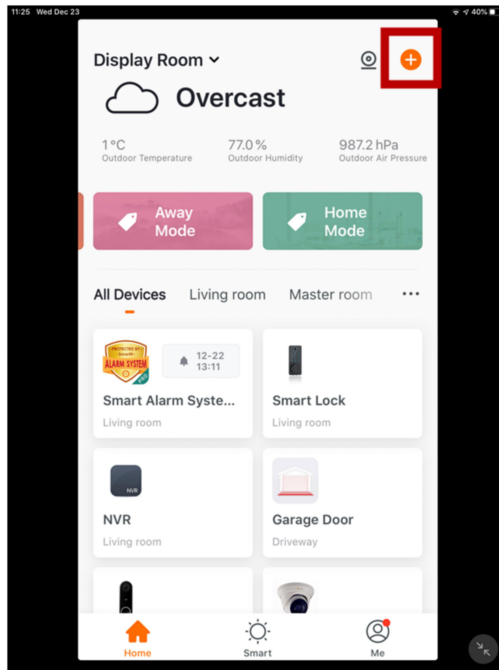 11:25 Wed Dec 23
40%
Display Room
Overcast
1°C
77.0%
987.2 hPa
Outdoor Temperature
Outdoor Humidity
Outdoor Air Pressure
Away
Mode
Home
Mode
All Devices
Living room
Master room
ALARM SYSTEM
12-22
13:11
Smart Alarm Syste...
Living room
Smart Lock
Living room
NVR
NVR
Living room
Garage Door
Driveway
Home
Smart
Me